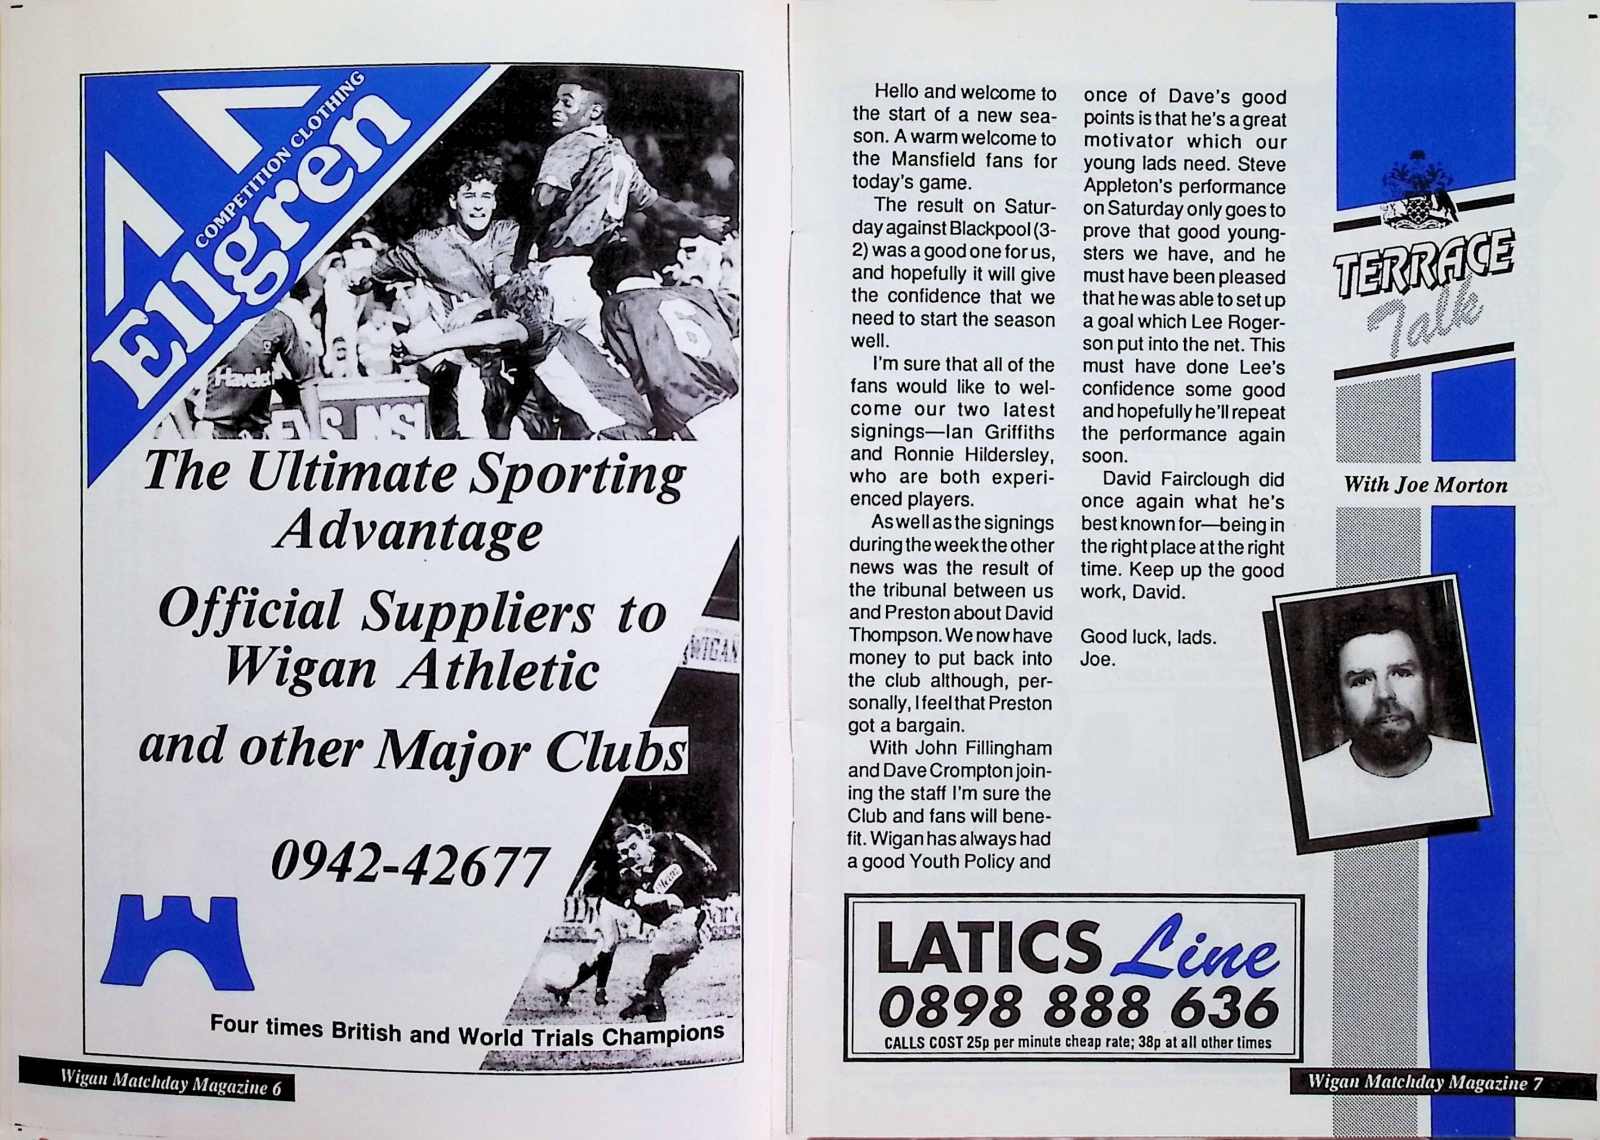 COMPETITION CLOTHING
Ellgren
6
Havelet
The Ultimate Sporting
Advantage
Official Suppliers to
Wigan Athletic
and other Major Clubs
0942-42677
WIGAN
Four times British and World Trials Champions
Wigan Matchday Magazine 6
Hello and welcome to
the start of a new sea-
son. A warm welcome to
the Mansfield fans for
today's game.
The result on Satur-
day against Blackpool (3-
2) was a good one for us,
and hopefully it will give
the confidence that we
need to start the season
well.
I'm sure that all of the
fans would like to wel-
come our two latest
signings—Ian Griffiths
and Ronnie Hildersley,
who are both experi-
enced players.
As well as the signings
during the week the other
news was the result of
the tribunal between us
and Preston about David
Thompson. We now have
money to put back into
the club although, per-
sonally, I feel that Preston
got a bargain.
With John Fillingham
and Dave Crompton join-
ing the staff I'm sure the
Club and fans will bene-
fit. Wigan has always had
a good Youth Policy and
once of Dave's good
points is that he's a great
motivator which our
young lads need. Steve
Appleton's performance
on Saturday only goes to
prove that good young-
sters we have, and he
must have been pleased
that he was able to set up
a goal which Lee Roger-
son put into the net. This
must have done Lee's
confidence some good
and hopefully he'll repeat
the performance again
soon.
David Fairclough did
once again what he's
best known for—being in
the right place at the right
time. Keep up the good
work, David.
Good luck, lads.
Joe.
TERRACE
Talk
With Joe Morton
LATICS Line
0898 888 636
CALLS COST 25p per minute cheap rate; 38p at all other times
Wigan Matchday Magazine 7